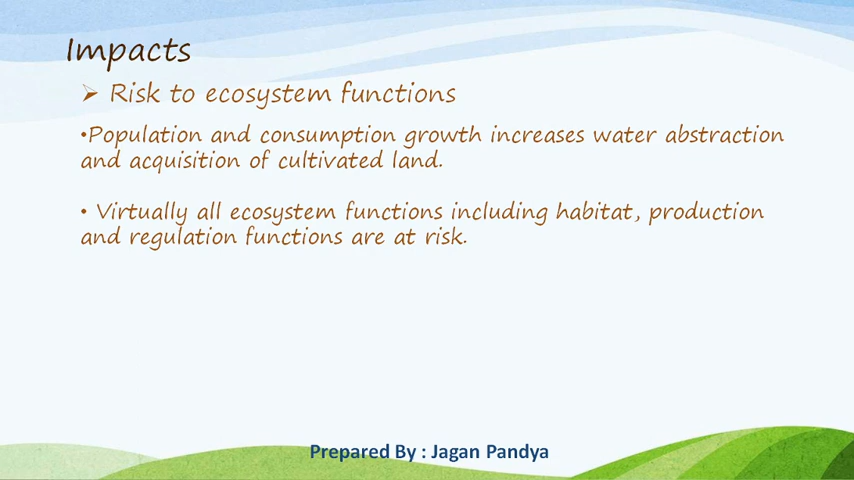 Impacts
➢ Risk to ecosystem functions
•Population and consumption growth increases water abstraction
and acquisition of cultivated land.
• Virtually all ecosystem functions including habitat, production
and regulation functions are at risk.
Prepared By : Jagan Pandya